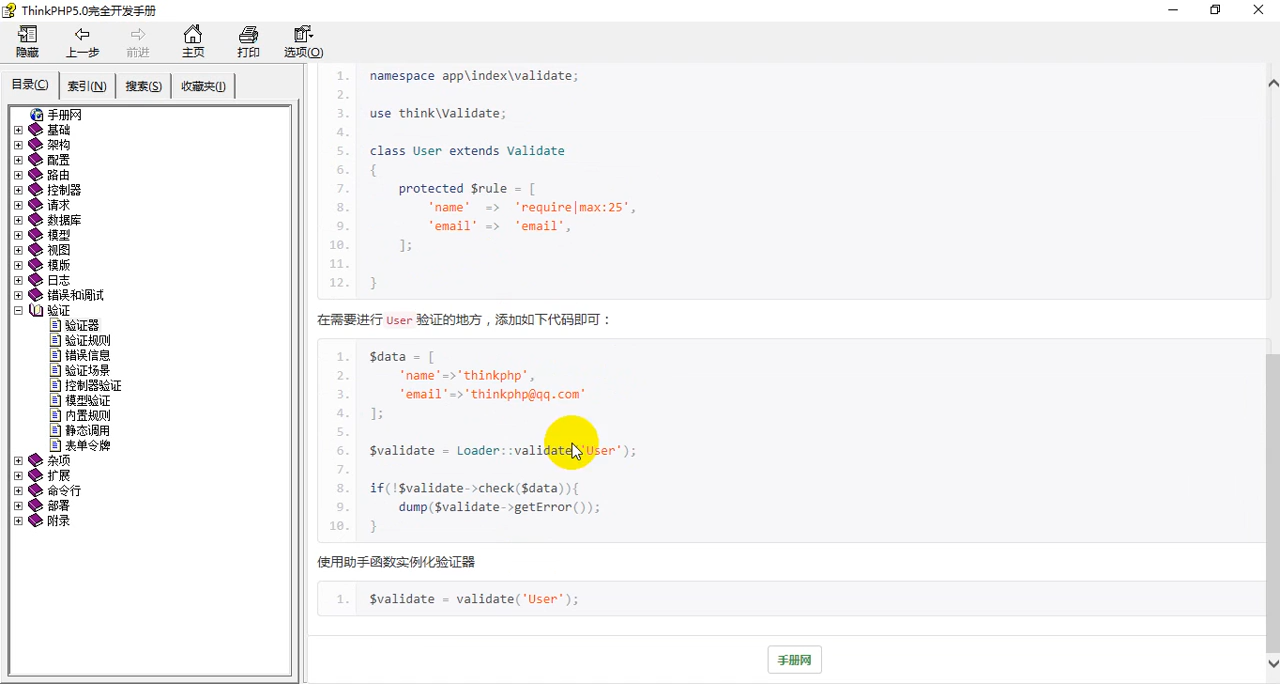 ThinkPHP5.0完全开发手册
隐藏 上一步 前进 主页 打印 选项(O)
目录(C) 索引(N) 搜索(S) 收藏夹(I)
手册网
基础
架构
配置
路由
控制器
请求
数据库
模型
视图
模版
日志
错误和调试
验证
验证器
验证规则
错误信息
验证场景
控制器验证
模型验证
内置规则
静态调用
表单令牌
杂项
扩展
命令行
部署
附录
1. namespace app\index\validate;
2.
3. use think\Validate;
4.
5. class User extends Validate
6. {
7. protected $rule = [
8. 'name' => 'require|max:25',
9. 'email' => 'email',
10. ];
11.
12. }
在需要进行 User 验证的地方，添加如下代码即可：
1. $data = [
2. 'name'=>'thinkphp',
3. 'email'=>'thinkphp@qq.com'
4. ];
5.
6. $validate = Loader::validate('User');
7.
8. if(!$validate->check($data)){
9. dump($validate->getError());
10. }
使用助手函数实例化验证器
1. $validate = validate('User');
手册网